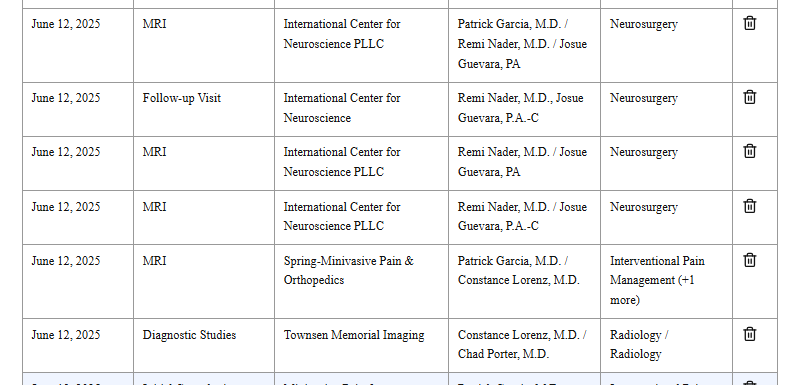 June 12, 2025 MRI International Center for Patrick Garcia, M.D. / Neurosurgery
Neuroscience PLLC Remi Nader, M.D. / Josue
Guevara, PA
June 12, 2025 Follow-up Visit International Center for Remi Nader, M.D., Josue Neurosurgery
Neuroscience Guevara, P.A.-C
June 12, 2025 MRI International Center for Remi Nader, M.D. / Josue Neurosurgery
Neuroscience PLLC Guevara, PA
June 12, 2025 MRI International Center for Remi Nader, M.D. / Josue Neurosurgery
Neuroscience PLLC Guevara, P.A.-C
June 12, 2025 MRI Spring-Minivasive Pain & Patrick Garcia, M.D. / Interventional Pain
Orthopedics Constance Lorenz, M.D. Management (+1
more)
June 12, 2025 Diagnostic Studies Townsen Memorial Imaging Constance Lorenz, M.D. / Radiology /
Chad Porter, M.D. Radiology